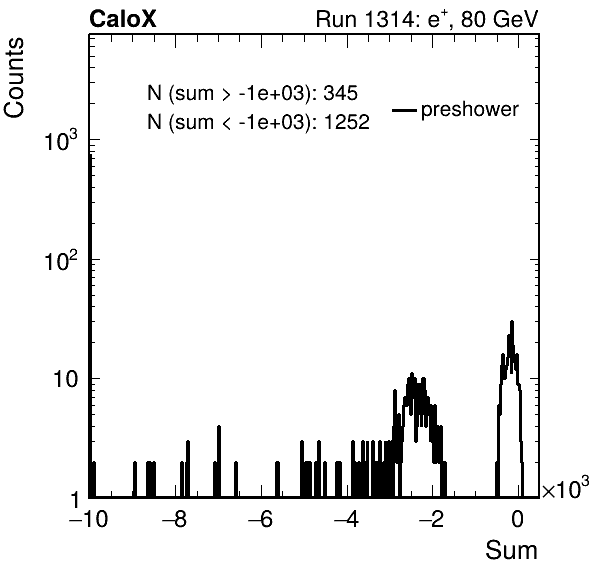 CaloX Run 1314: e+, 80 GeV
Counts
N (sum > -1e+03): 345
N (sum < -1e+03): 1252
preshower
10³
10²
10
1
−10 −8 −6 −4 −2 0 ×10³
Sum